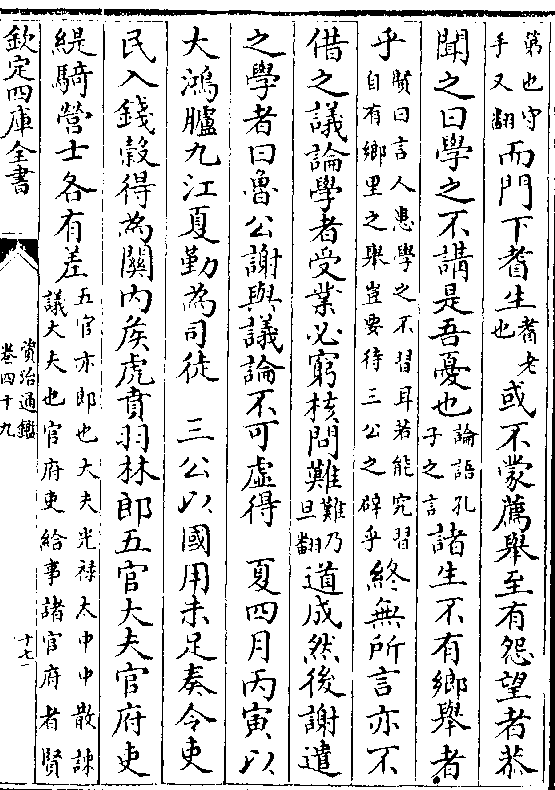 第也守手又翻而門下耆生耆老也或不蒙薦舉至有怨望者恭
聞之曰學之不講是吾憂也論語孔子之言諸生不有鄉舉者
乎賢曰言人患學之不習耳若能究習自有鄉里之舉豈要待三公之辟乎終無所言亦不
借之議論學者受業必窮核問難難乃旦翻道成然後謝遣
之學者曰魯公謝與議論不可虛得 夏四月丙寅以
大鴻臚九江夏勤為司徒 三公以國用未足奏令吏
民入錢穀得為關内侯虎賁羽林郎五官大夫官府吏
緹騎營士各有差五官亦郎也大夫光禄太中中散諫議大夫也官府吏給事諸官府者賢
欽定四庫全書
資治通鑑
卷四十九
十七